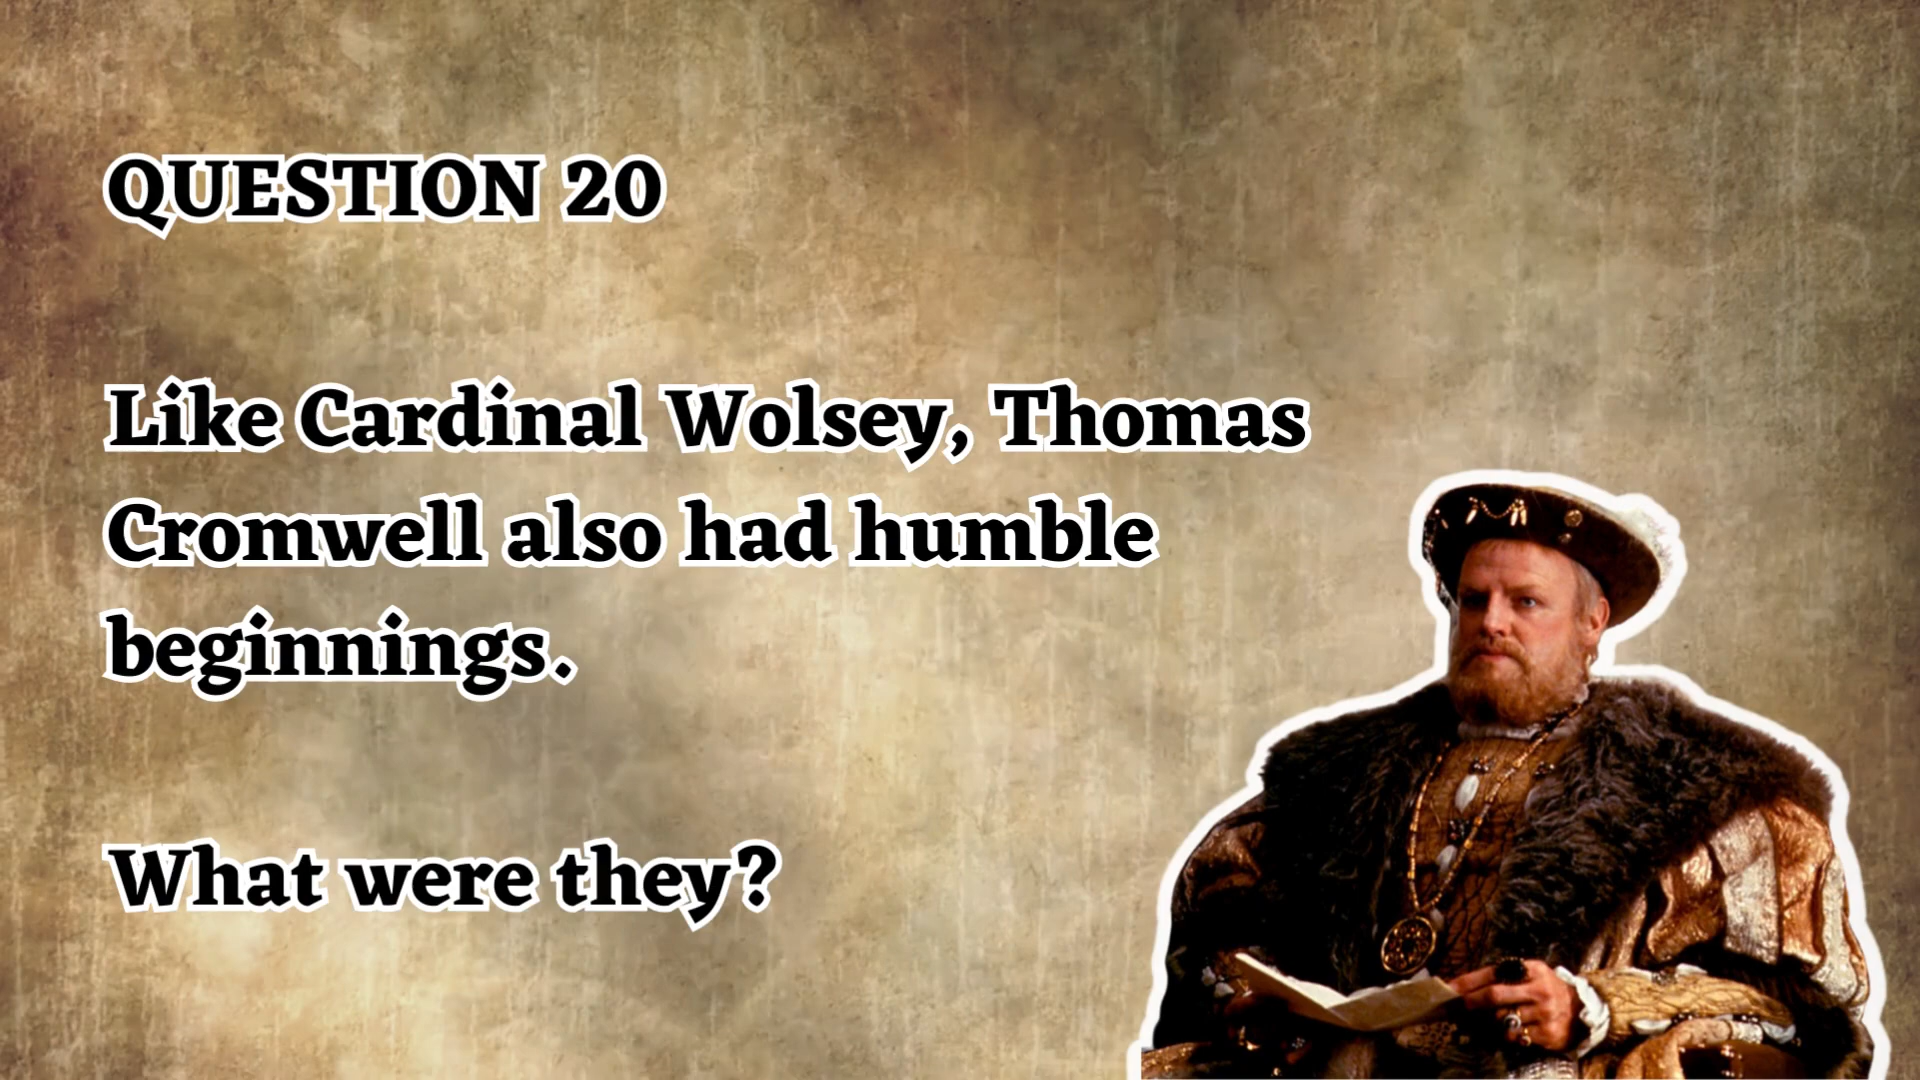 QUESTION 20
Like Cardinal Wolsey, Thomas
Cromwell also had humble
beginnings.
What were they?